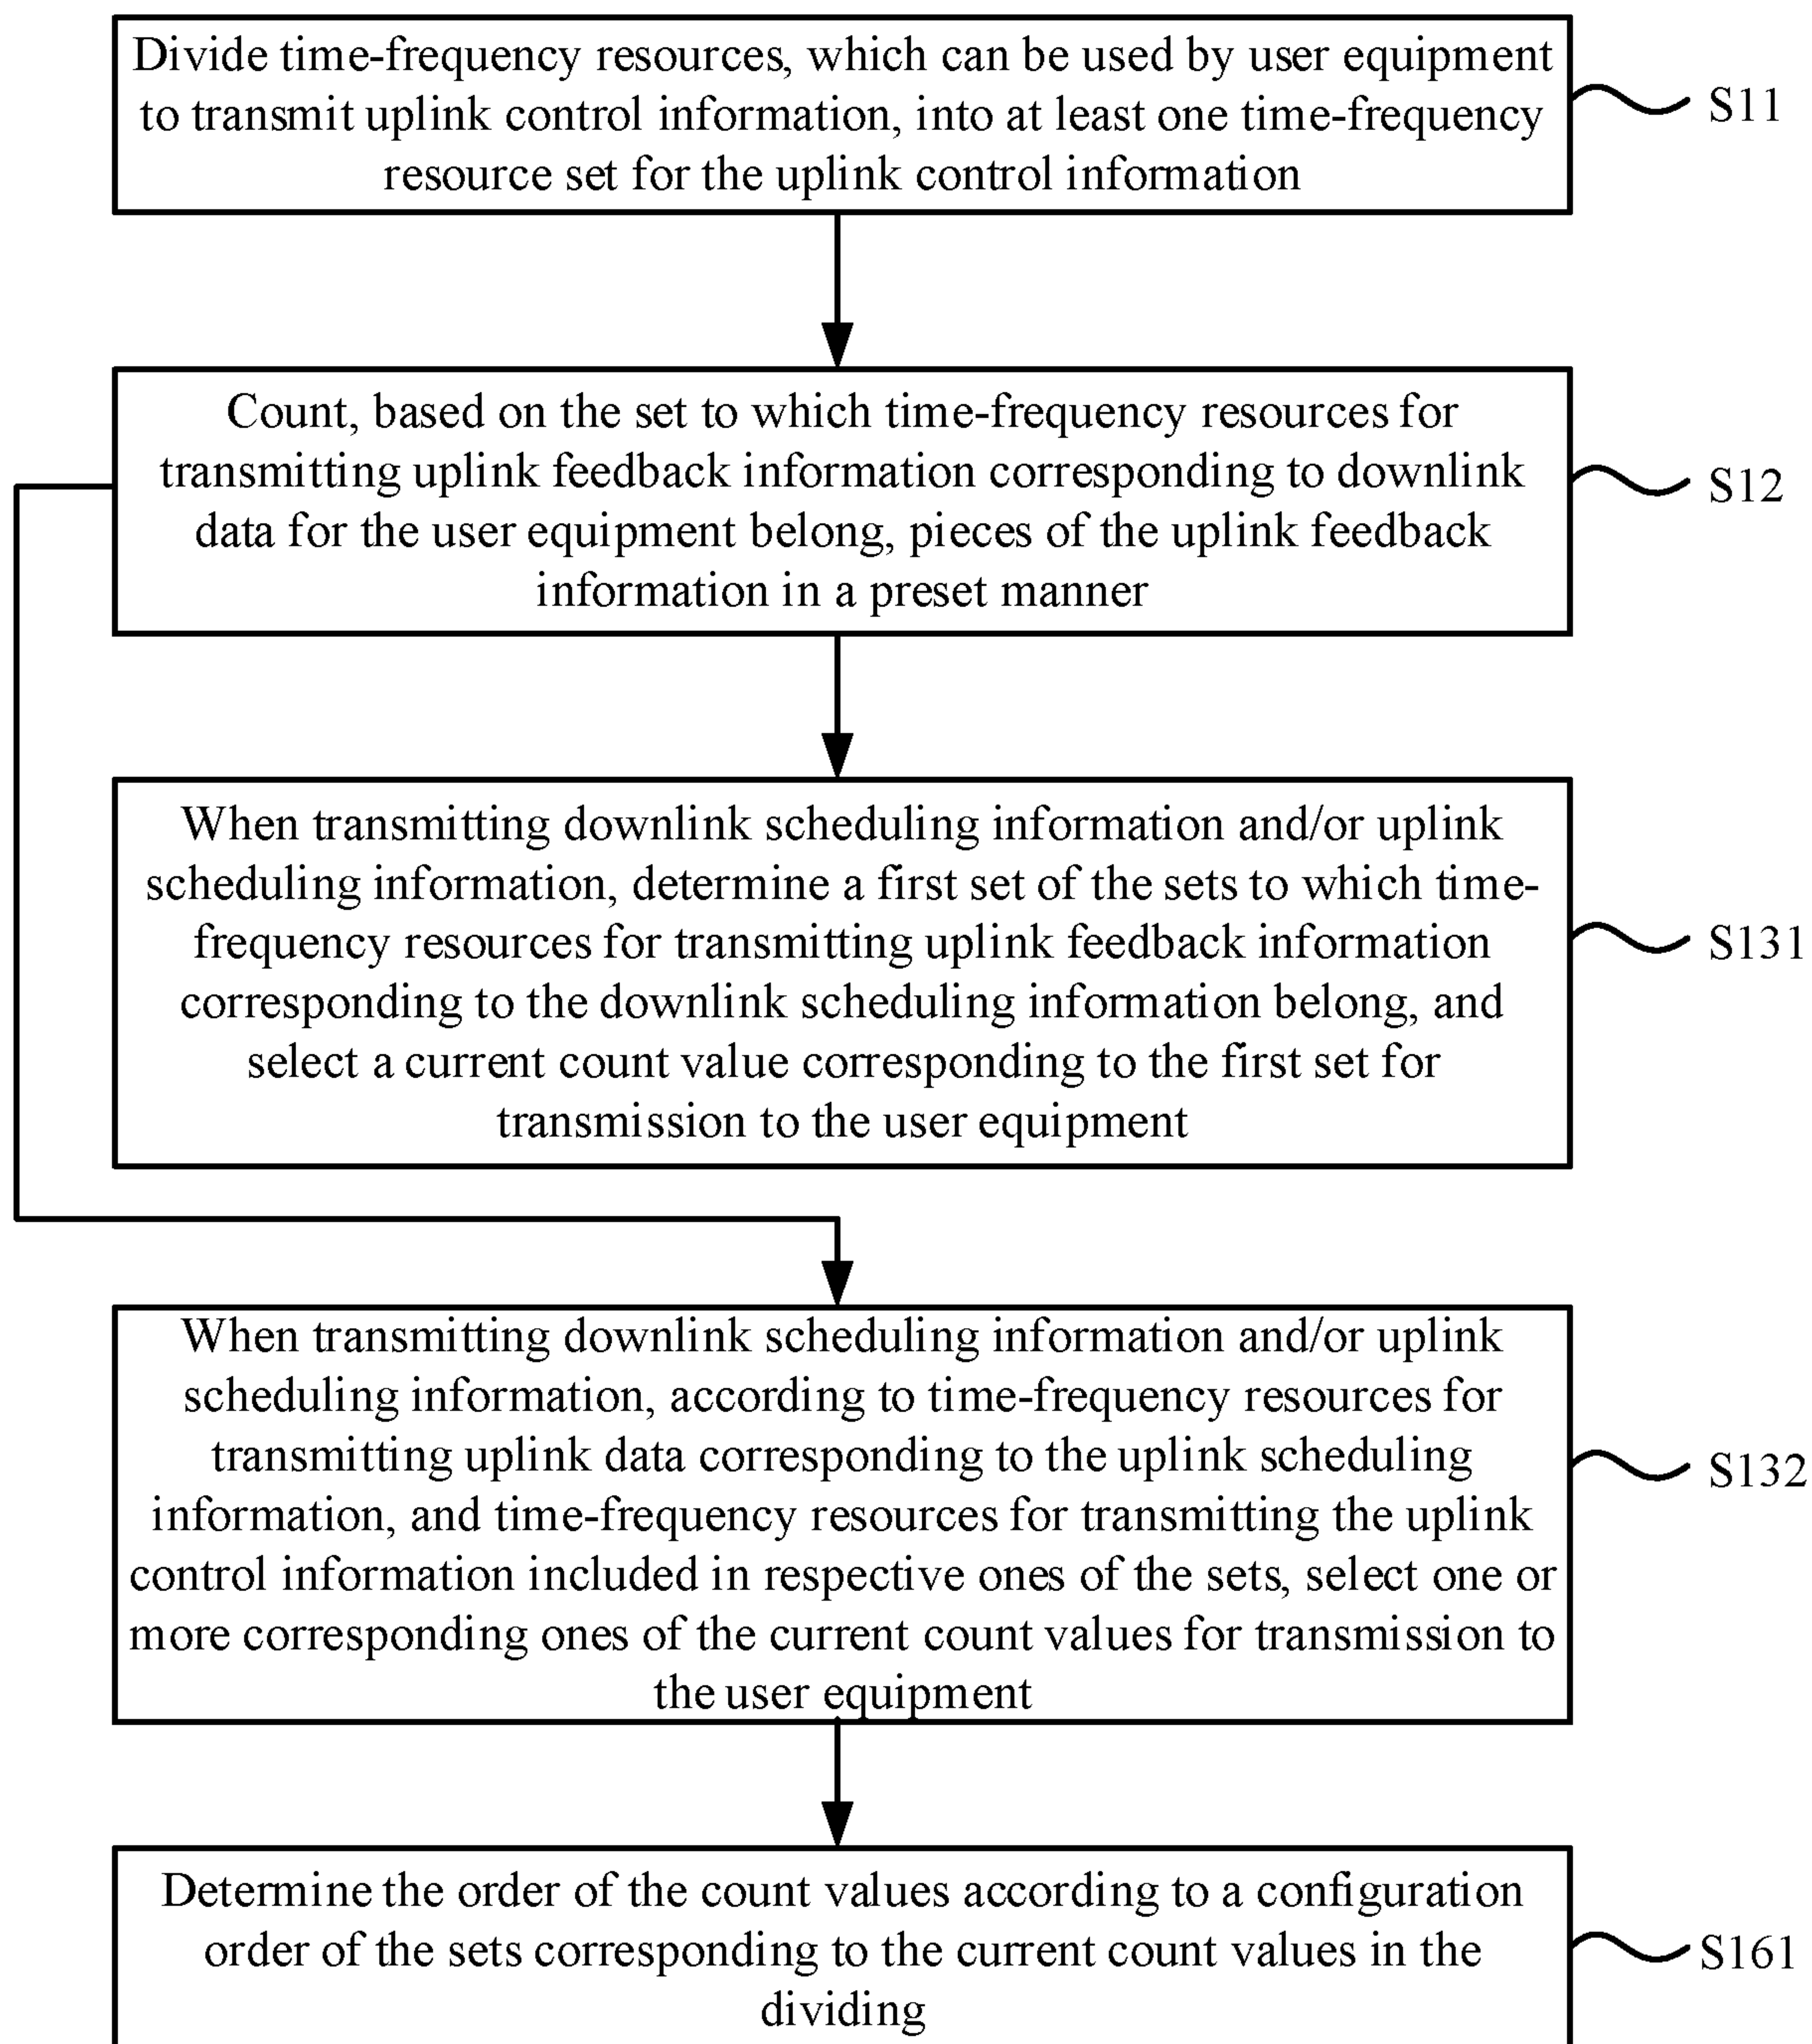 Divide time-frequency resources, which can be used by user equipment
to transmit uplink control information, into at least one time-frequency
resource set for the uplink control information
S11
Count, based on the set to which time-frequency resources for
transmitting uplink feedback information corresponding to downlink
data for the user equipment belong, pieces of the uplink feedback
information in a preset manner
S12
When transmitting downlink scheduling information and/or uplink
scheduling information, determine a first set of the sets to which time-
frequency resources for transmitting uplink feedback information
corresponding to the downlink scheduling information belong, and
select a current count value corresponding to the first set for
transmission to the user equipment
S131
When transmitting downlink scheduling information and/or uplink
scheduling information, according to time-frequency resources for
transmitting uplink data corresponding to the uplink scheduling
information, and time-frequency resources for transmitting the uplink
control information included in respective ones of the sets, select one or
more corresponding ones of the current count values for transmission to
the user equipment
S132
Determine the order of the count values according to a configuration
order of the sets corresponding to the current count values in the
dividing
S161